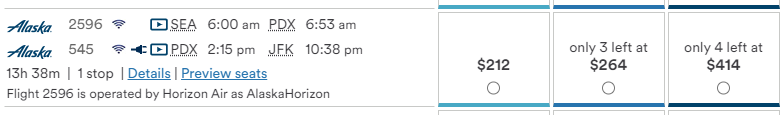 Alaska 2596 SEA 6:00 am PDX 6:53 am
Alaska 545 PDX 2:15 pm JFK 10:38 pm
13h 38m | 1 stop | Details | Preview seats
Flight 2596 is operated by Horizon Air as AlaskaHorizon
$212
only 3 left at
$264
only 4 left at
$414